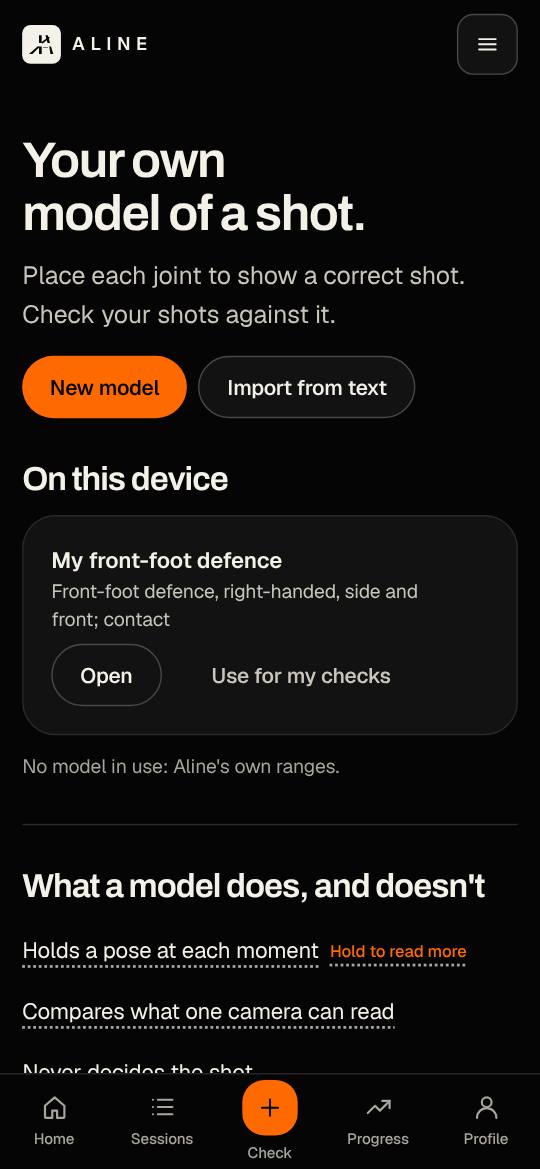 ALINE
Your own
model of a shot.
Place each joint to show a correct shot.
Check your shots against it.
New model
Import from text
On this device
My front-foot defence
Front-foot defence, right-handed, side and
front; contact
Open
Use for my checks
No model in use: Aline's own ranges.
What a model does, and doesn't
Holds a pose at each moment Hold to read more
Compares what one camera can read
Never decides the shot
Home
Sessions
Check
Progress
Profile